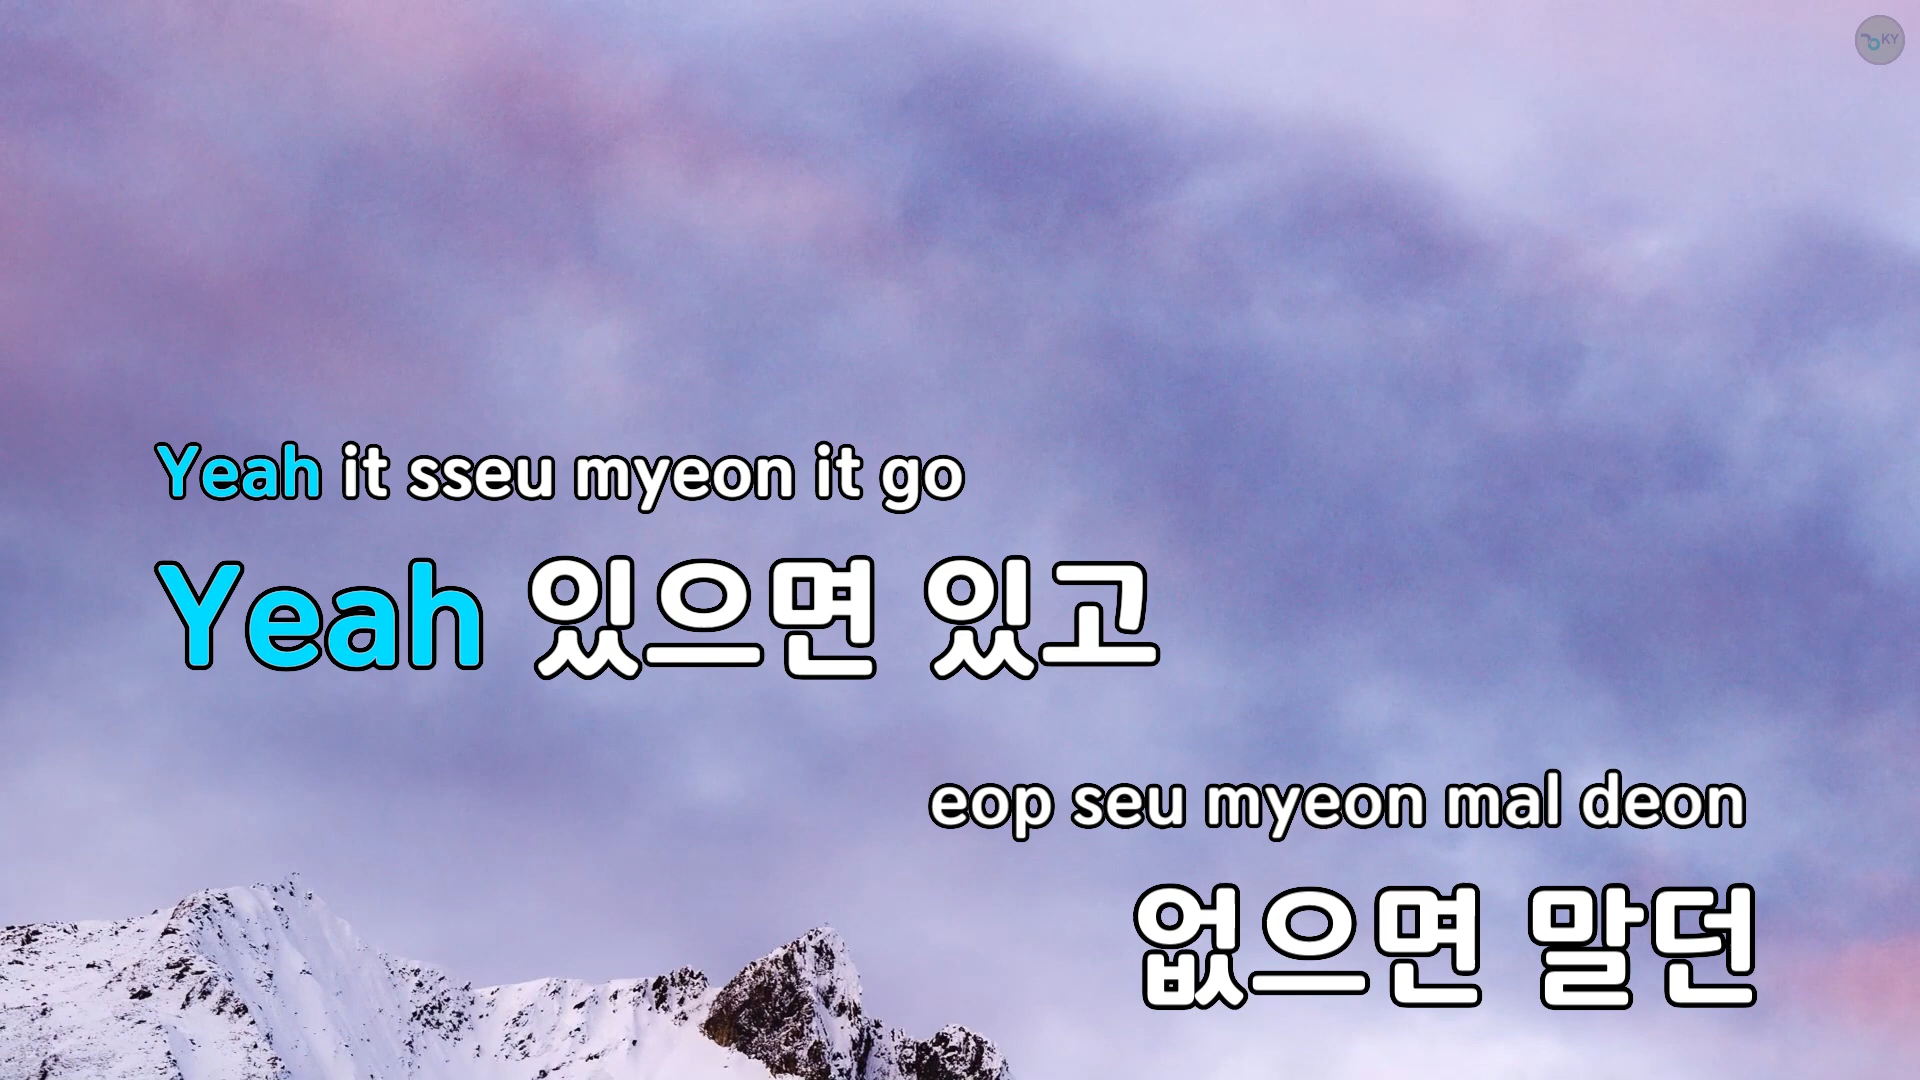 KY
Yeah it sseu myeon it go
Yeah 있으면 있고
eop seu myeon mal deon
없으면 말던